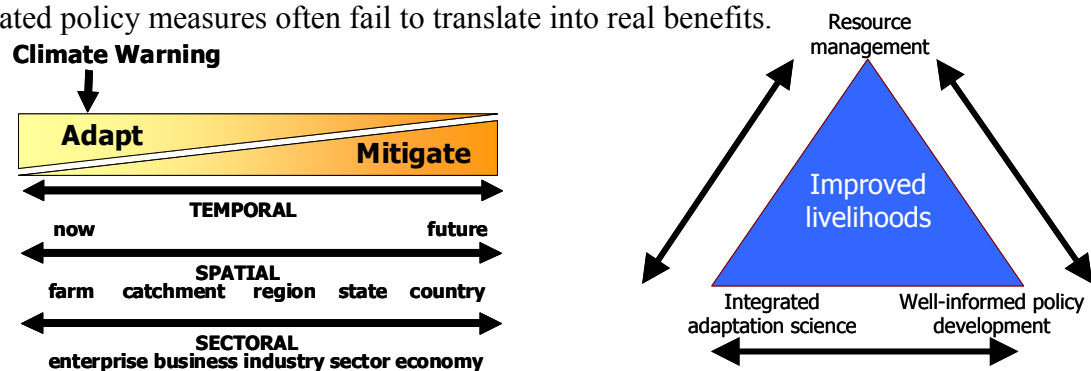 ated policy measures often fail to translate into real benefits.
Climate Warning
Adapt
Mitigate
TEMPORAL
now future
SPATIAL
farm catchment region state country
SECTORAL
enterprise business industry sector economy
Resource
management
Improved
livelihoods
Integrated
adaptation science
Well-informed policy
development